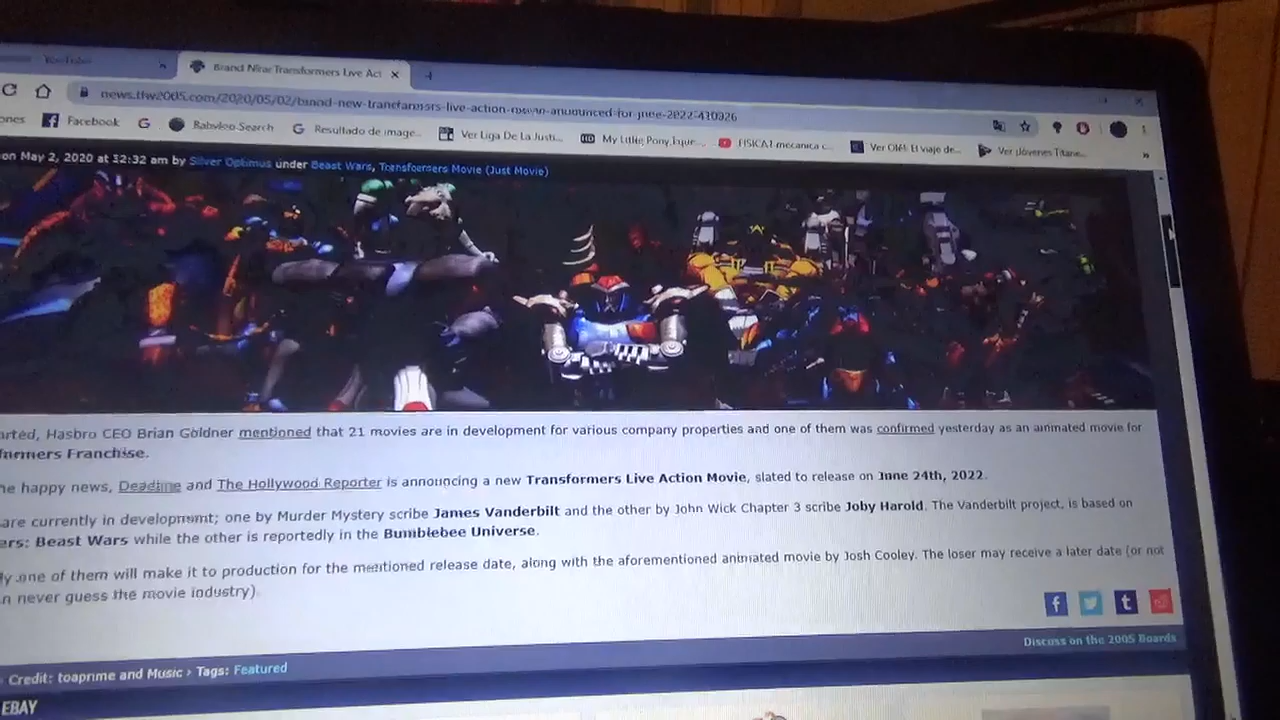 YouTube
Brand New Transformers Live Act
news.tfw2005.com/2020/05/02/brand-new-transformers-live-action-movie-announced-for-june-2022-410926
ones Facebook Babylon Search Resultado de image... Ver Liga De La Justi... HD My Little Pony Eque... FISICA1 mecanica c... Ver Olé: El viaje de... Ver Jóvenes Titane... »
on May 2, 2020 at 12:32 am by Silver Optimus under Beast Wars, Transformers Movie (Just Movie)
arted, Hasbro CEO Brian Goldner mentioned that 21 movies are in development for various company properties and one of them was confirmed yesterday as an animated movie for
formers Franchise.
he happy news, Deadline and The Hollywood Reporter is announcing a new Transformers Live Action Movie, slated to release on June 24th, 2022.
are currently in development; one by Murder Mystery scribe James Vanderbilt and the other by John Wick Chapter 3 scribe Joby Harold. The Vanderbilt project, is based on
ers: Beast Wars while the other is reportedly in the Bumblebee Universe.
ly one of them will make it to production for the mentioned release date, along with the aforementioned animated movie by Josh Cooley. The loser may receive a later date (or not
n never guess the movie industry)
Discuss on the 2005 Boards
Credit: toaprime and Music › Tags: Featured
EBAY